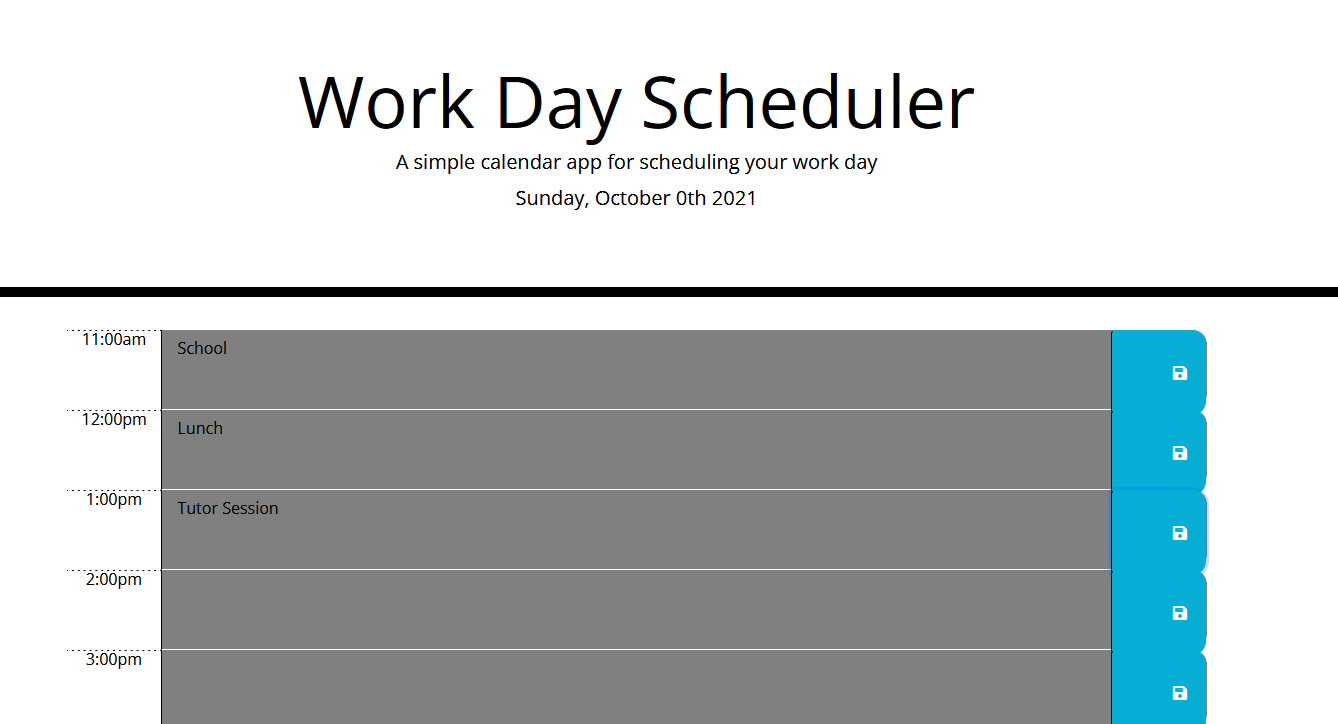 Work Day Scheduler
A simple calendar app for scheduling your work day
Sunday, October 0th 2021
11:00am
School
12:00pm
Lunch
1:00pm
Tutor Session
2:00pm
3:00pm